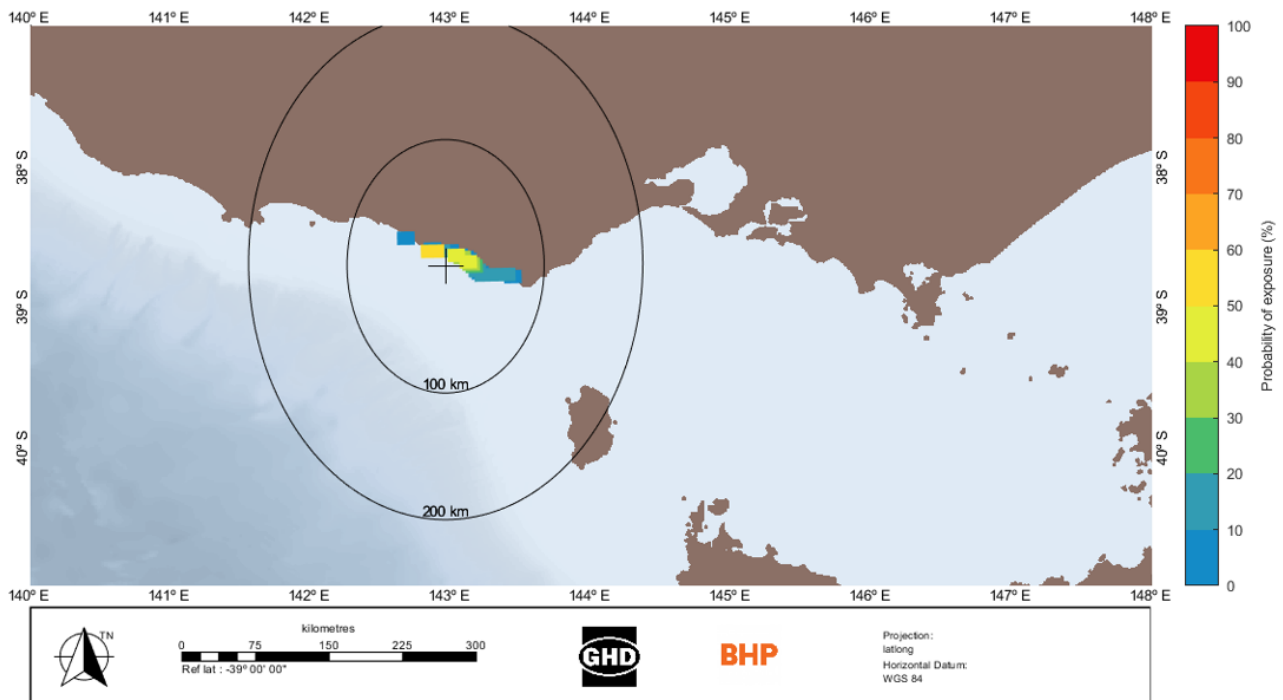 140° E 141° E 142° E 143° E 144° E 145° E 146° E 147° E 148° E
38° S
39° S
40° S
100 km
200 km
38° S
39° S
40° S
140° E 141° E 142° E 143° E 144° E 145° E 146° E 147° E 148° E
100
90
80
70
60
50
40
30
20
10
0
Probability of exposure (%)
TN
kilometres
0 75 150 225 300
Ref lat : -39° 00' 00"
GHD
BHP
Projection:
latlong
Horizontal Datum:
WGS 84